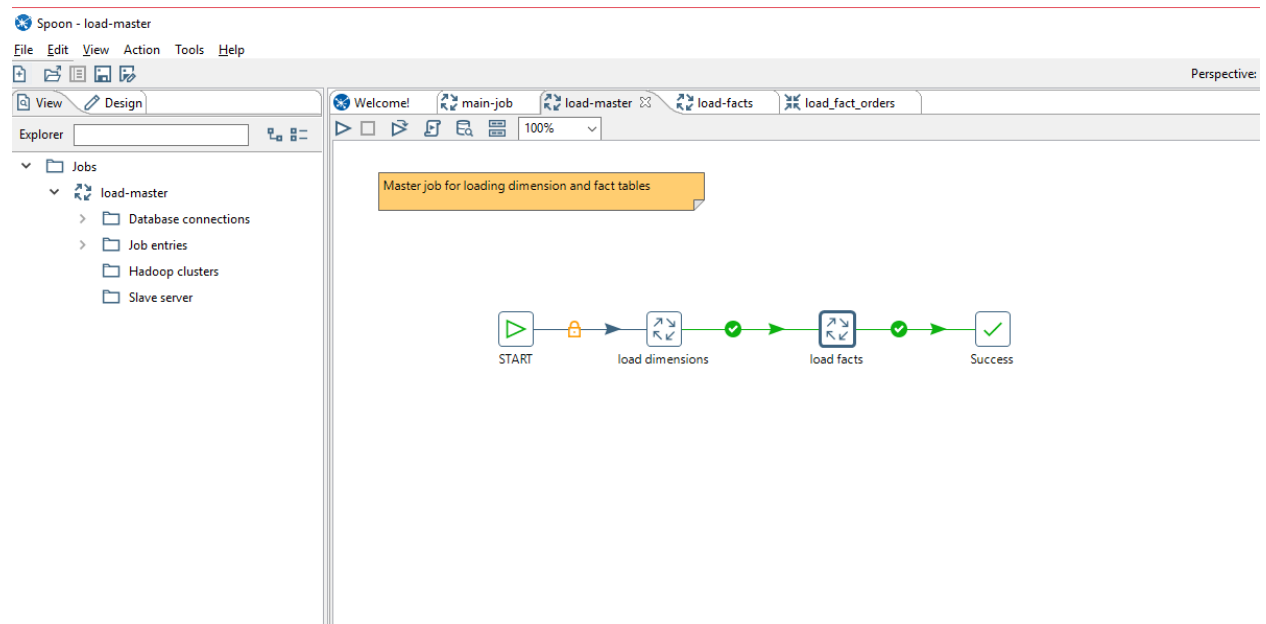 Spoon - load-master
File Edit View Action Tools Help
Perspective:
View Design
Welcome! main-job load-master load-facts load_fact_orders
Explorer
100%
Jobs
load-master
Database connections
Job entries
Hadoop clusters
Slave server
Master job for loading dimension and fact tables
START load dimensions load facts Success